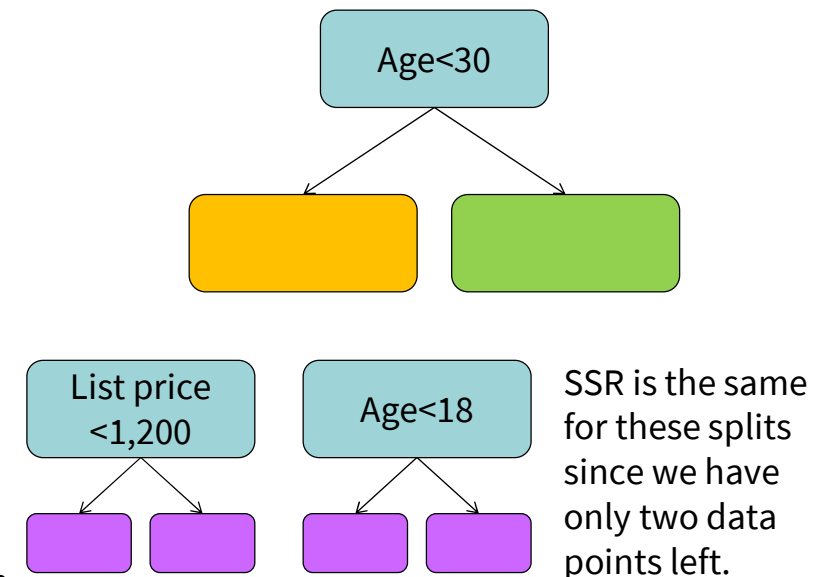 Age<30
List price
<1,200
Age<18
SSR is the same
for these splits
since we have
only two data
points left.